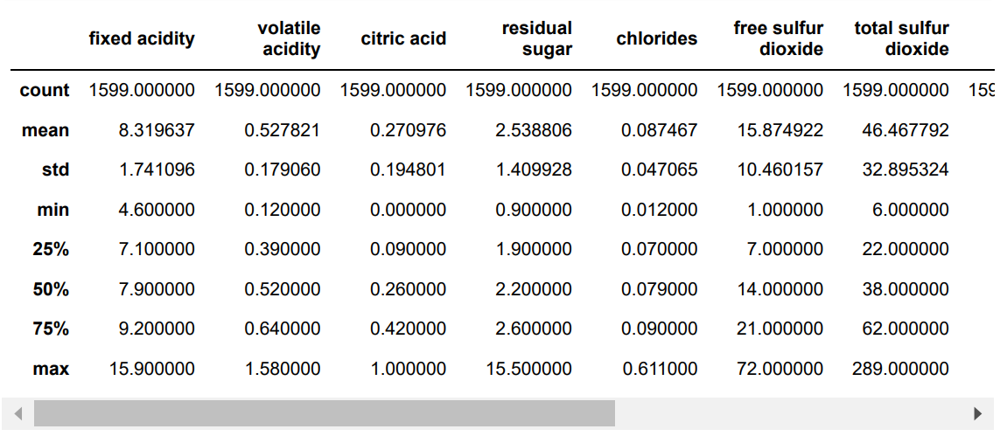 fixed acidity volatile acidity citric acid residual sugar chlorides free sulfur dioxide total sulfur dioxide
count 1599.000000 1599.000000 1599.000000 1599.000000 1599.000000 1599.000000 1599.000000 159
mean 8.319637 0.527821 0.270976 2.538806 0.087467 15.874922 46.467792
std 1.741096 0.179060 0.194801 1.409928 0.047065 10.460157 32.895324
min 4.600000 0.120000 0.000000 0.900000 0.012000 1.000000 6.000000
25% 7.100000 0.390000 0.090000 1.900000 0.070000 7.000000 22.000000
50% 7.900000 0.520000 0.260000 2.200000 0.079000 14.000000 38.000000
75% 9.200000 0.640000 0.420000 2.600000 0.090000 21.000000 62.000000
max 15.900000 1.580000 1.000000 15.500000 0.611000 72.000000 289.000000